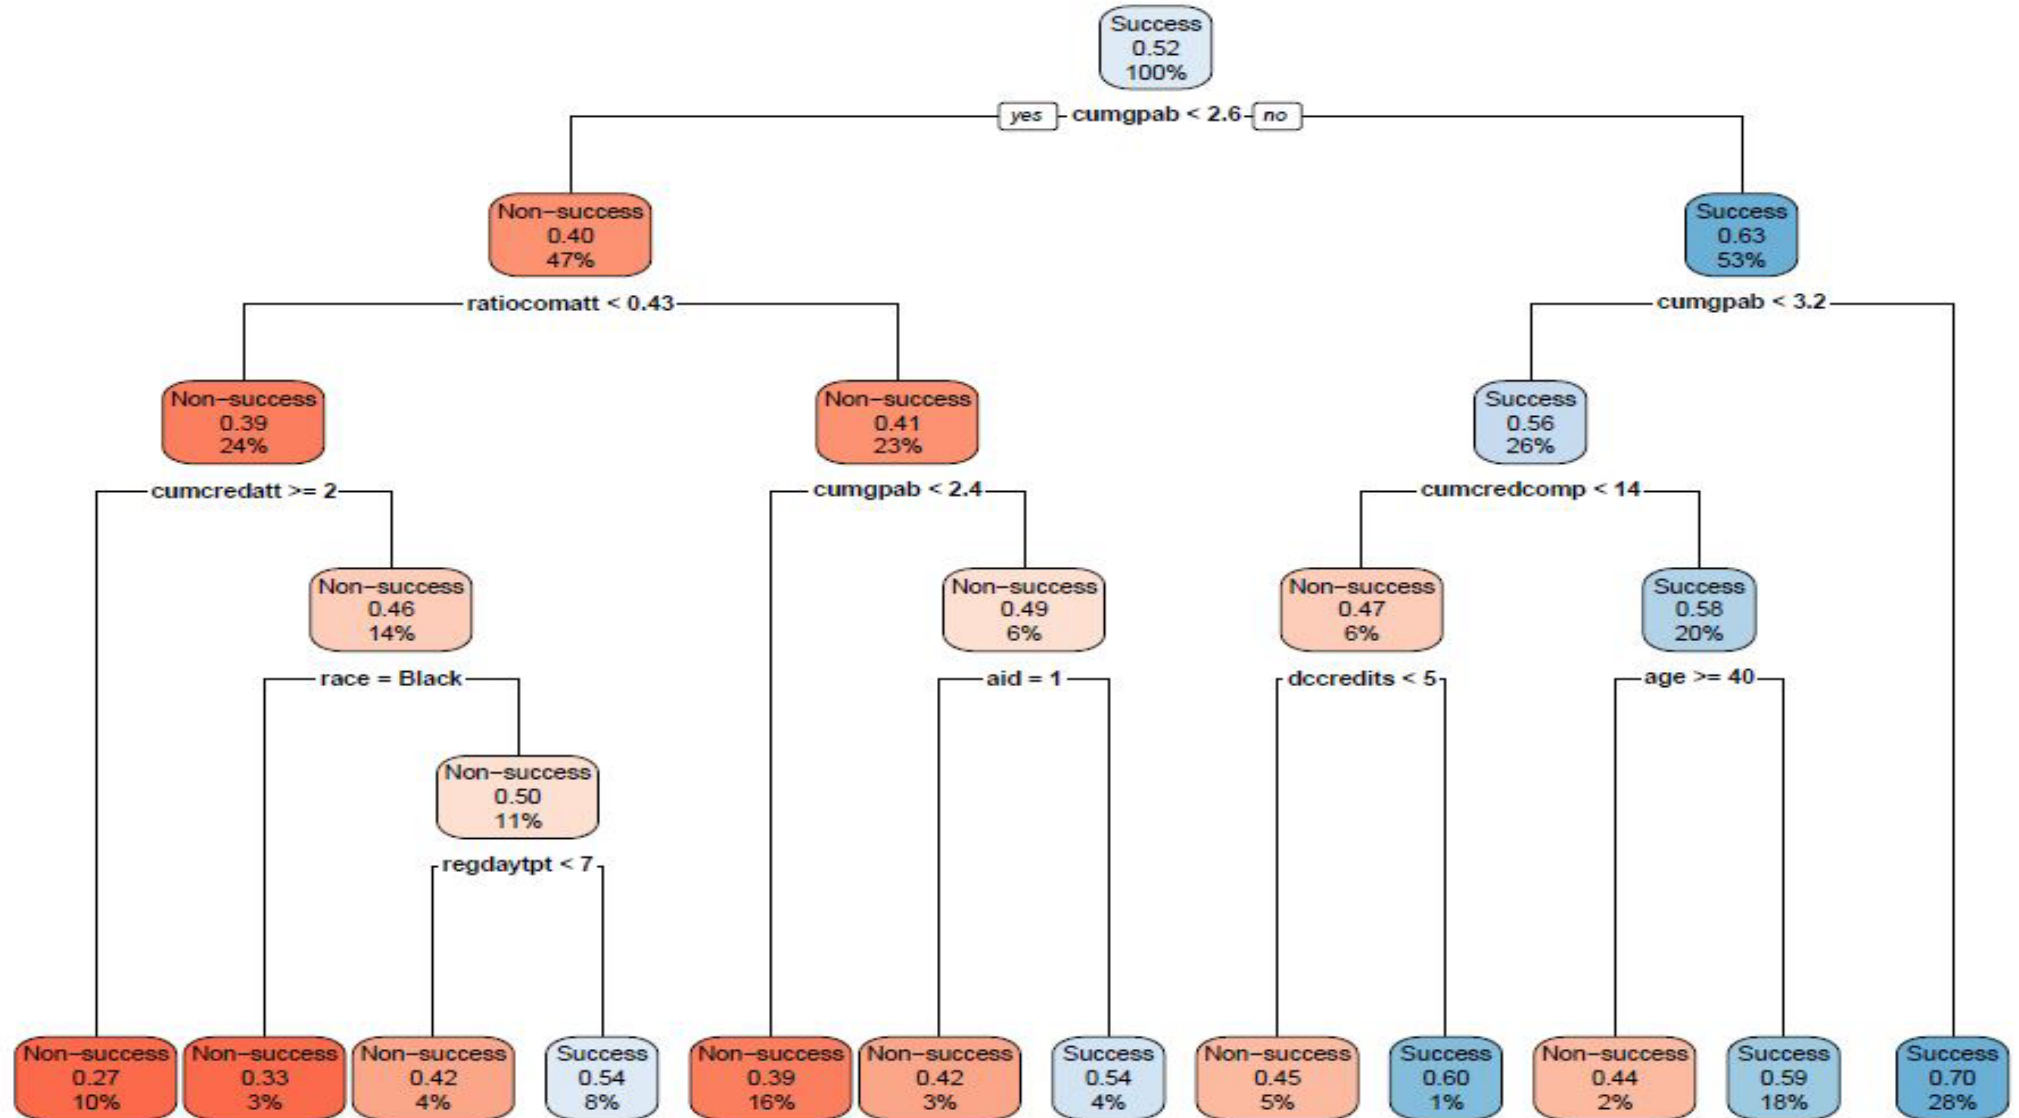 Success
0.52
100%
yes cumgpab < 2.6 no
Non-success
0.40
47%
Success
0.63
53%
ratiocomatt < 0.43
cumgpab < 3.2
Non-success
0.39
24%
Non-success
0.41
23%
Success
0.56
26%
cumcredatt >= 2
cumgpab < 2.4
cumcredcomp < 14
Non-success
0.46
14%
Non-success
0.49
6%
Non-success
0.47
6%
Success
0.58
20%
race = Black
aid = 1
dccredits < 5
age >= 40
Non-success
0.50
11%
regdaytpt < 7
Non-success
0.27
10%
Non-success
0.33
3%
Non-success
0.42
4%
Success
0.54
8%
Non-success
0.39
16%
Non-success
0.42
3%
Success
0.54
4%
Non-success
0.45
5%
Success
0.60
1%
Non-success
0.44
2%
Success
0.59
18%
Success
0.70
28%